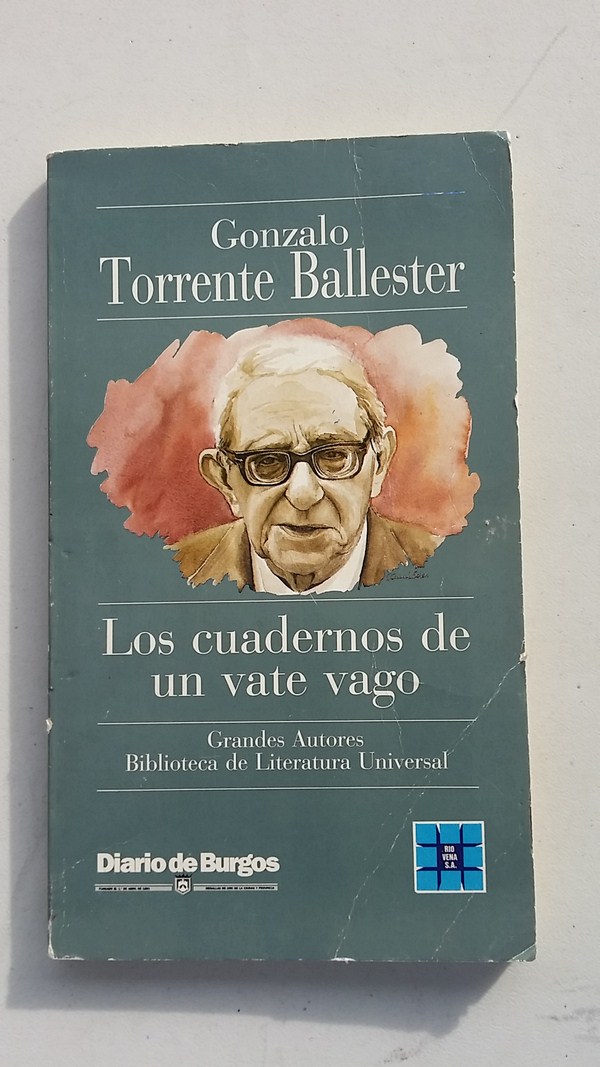 Gonzalo
Torrente Ballester
Los cuadernos de
un vate vago
Grandes Autores
Biblioteca de Literatura Universal
Diario de Burgos
RIO
VENA
S.A.